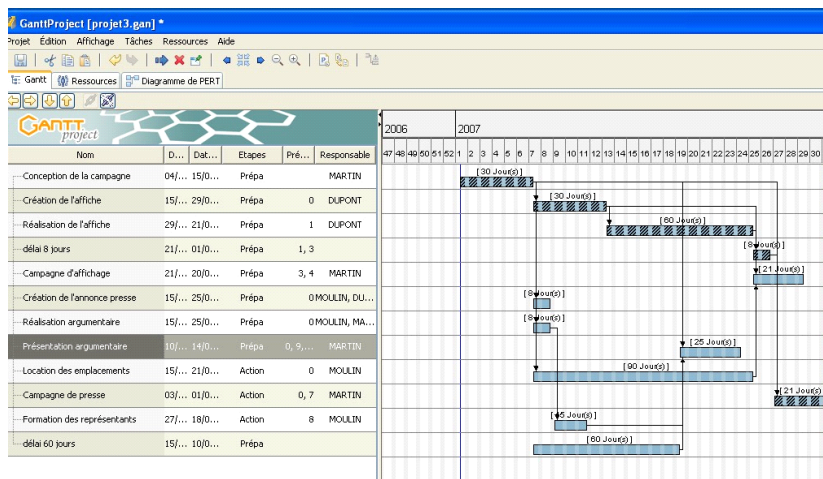 GanttProject [projet3.gan] *
Projet Édition Affichage Tâches Ressources Aide
Gantt Ressources Diagramme de PERT
GANTT project
2006 2007
Nom D... Dat... Etapes Pré... Responsable 47 48 49 50 51 52 1 2 3 4 5 6 7 8 9 10 11 12 13 14 15 16 17 18 19 20 21 22 23 24 25 26 27 28 29 30
Conception de la campagne 04/... 15/0... Prépa MARTIN [30 Jour(s)]
Création de l'affiche 15/... 29/0... Prépa 0 DUPONT [30 Jour(s)]
Réalisation de l'affiche 29/... 21/0... Prépa 1 DUPONT [60 Jour(s)]
délai 8 jours 21/... 01/0... Prépa 1, 3 [8 Jour(s)]
Campagne d'affichage 21/... 20/0... Prépa 3, 4 MARTIN [21 Jour(s)]
Création de l'annonce presse 15/... 25/0... Prépa 0 MOULIN, DU... [8 Jour(s)]
Réalisation argumentaire 15/... 25/0... Prépa 0 MOULIN, MA... [8 Jour(s)]
Présentation argumentaire 10/... 14/0... Prépa 0, 9,... MARTIN [25 Jour(s)]
Location des emplacements 15/... 21/0... Action 0 MOULIN [90 Jour(s)]
Campagne de presse 03/... 01/0... Action 0, 7 MARTIN [21 Jour(s)
Formation des représentants 27/... 18/0... Action 8 MOULIN [15 Jour(s)]
délai 60 jours 15/... 10/0... Prépa [60 Jour(s)]